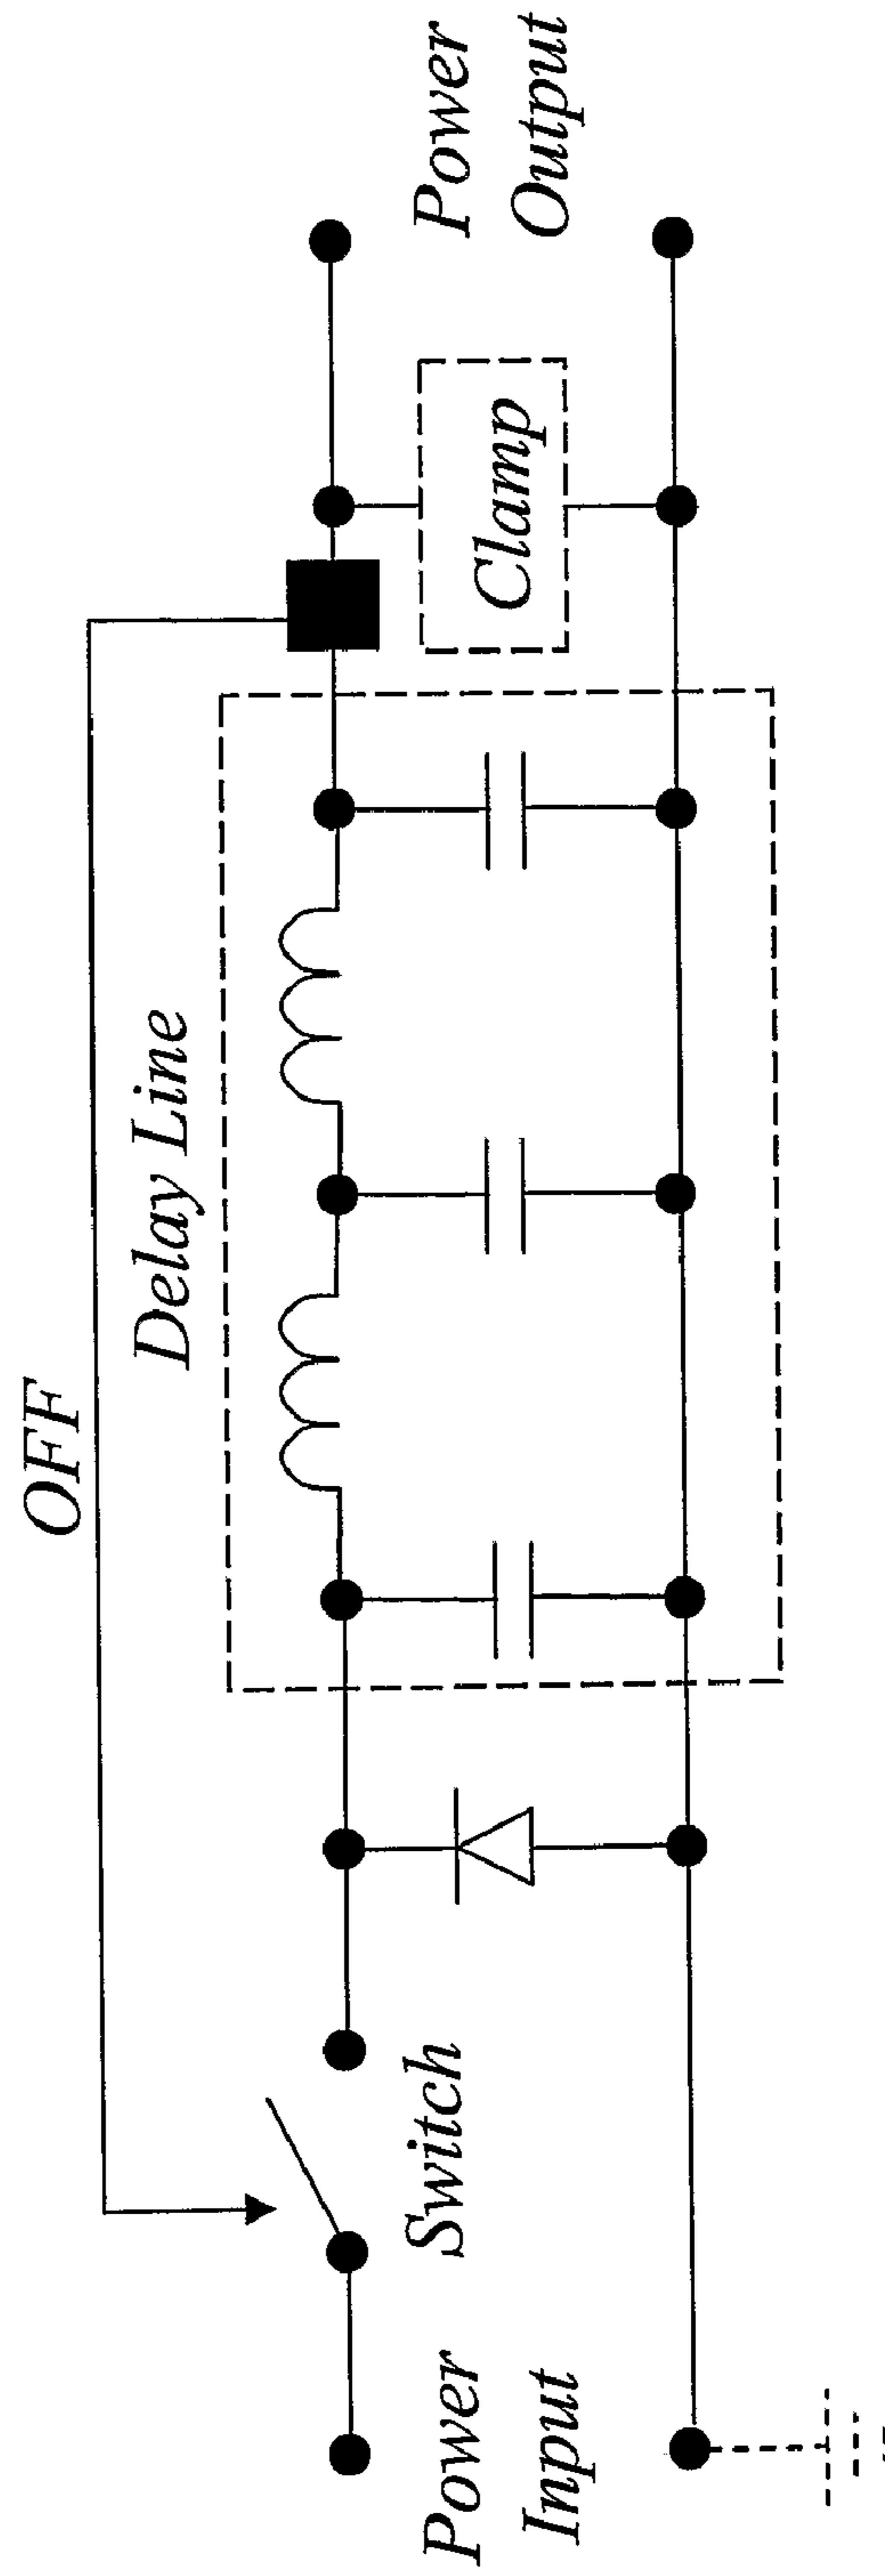 OFF
Delay Line
Power
Input
Switch
Clamp
Power
Output